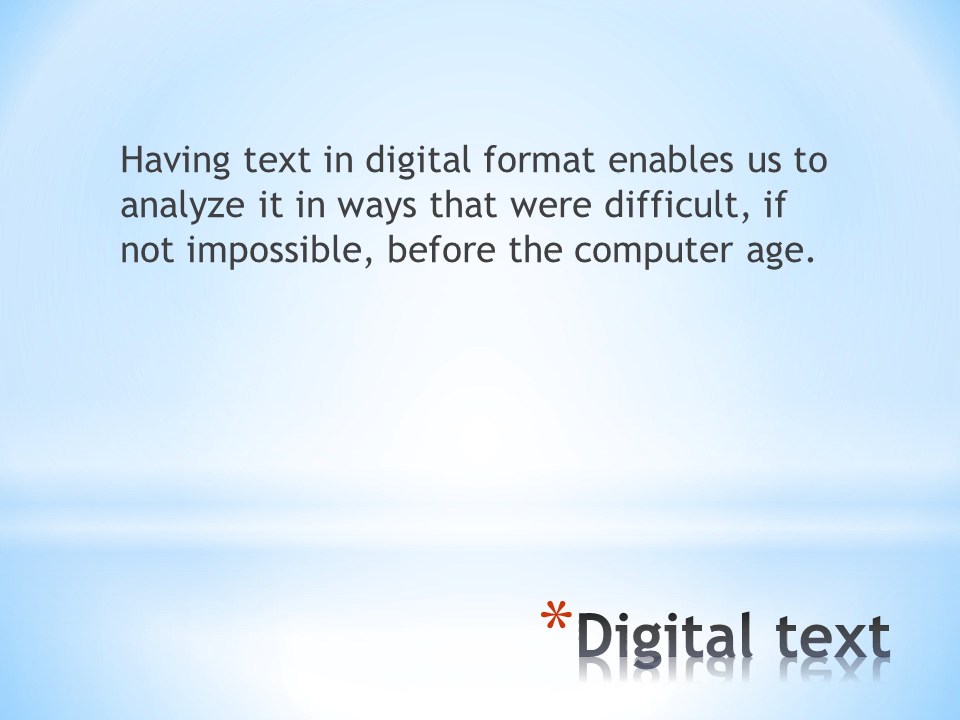 Having text in digital format enables us to
analyze it in ways that were difficult, if
not impossible, before the computer age.
*Digital text